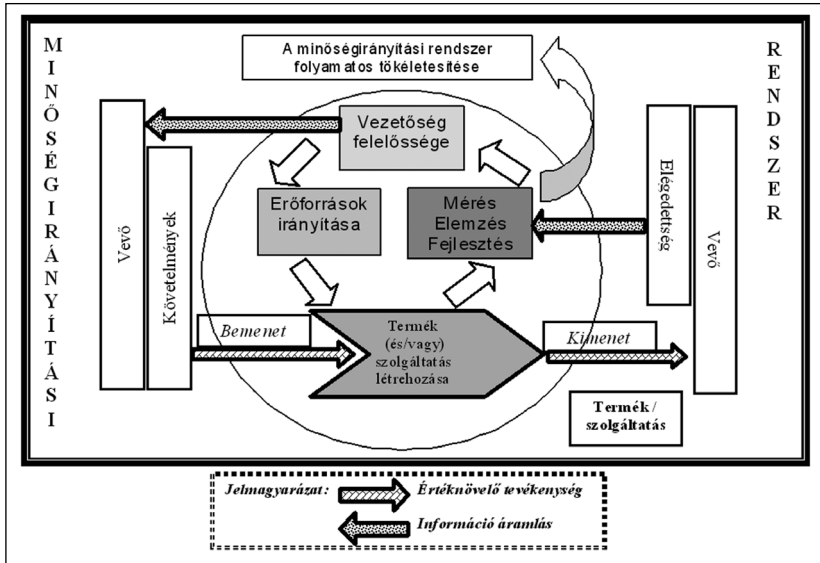 MINŐSÉGIRÁNYÍTÁSI
RENDSZER
A minőségirányítási rendszer
folyamatos tökéletesítése
Vevő
Követelmények
Vezetőség
felelőssége
Erőforrások
irányítása
Mérés
Elemzés
Fejlesztés
Elégedettség
Vevő
Bemenet
Termék
(és/vagy)
szolgáltatás
létrehozása
Kimenet
Termék /
szolgáltatás
Jelmagyarázat:
Értéknövelő tevékenység
Információ áramlás